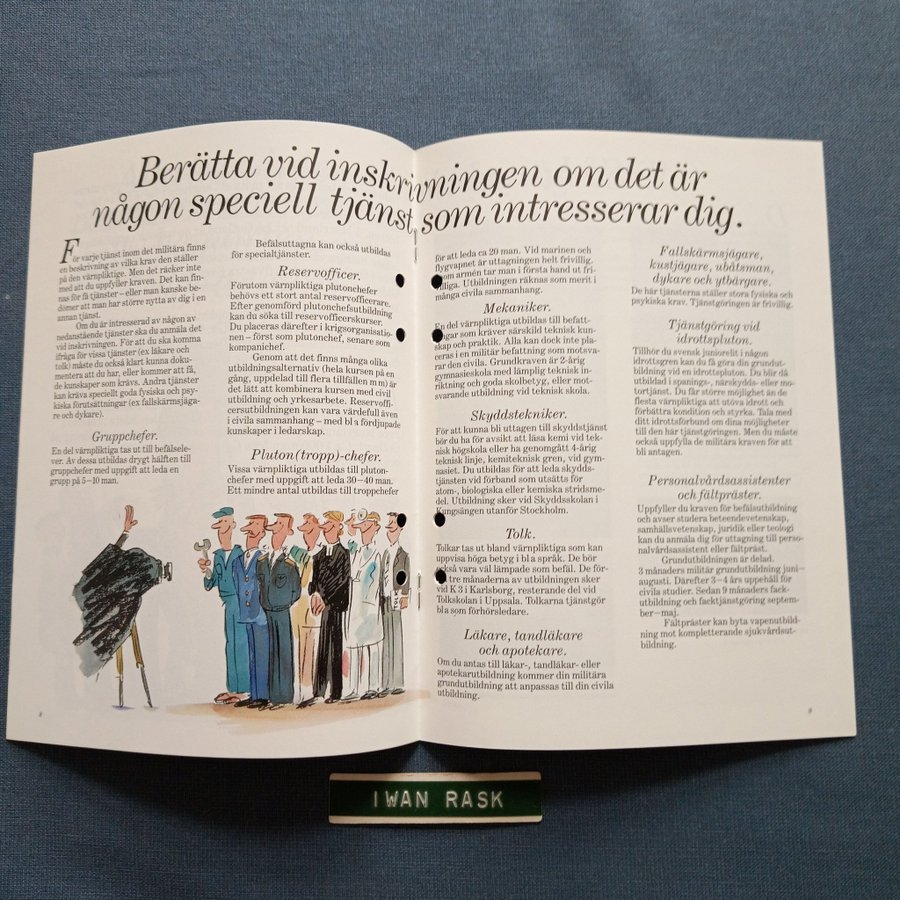 Berätta vid inskrivningen om det är
någon speciell tjänst, som intresserar dig.
För varje tjänst inom det militära finns
en beskrivning av vilka krav den ställer
på den värnpliktige. Men det räcker inte
med att du uppfyller kraven. Det kan fin-
nas för få tjänster – eller man kanske be-
dömer att man har större nytta av dig i en
annan tjänst.
Om du är intresserad av någon av
nedanstående tjänster ska du anmäla det
vid inskrivningen. För att du ska komma
ifråga för vissa tjänster (ex läkare och
tolk) måste du också klart kunna doku-
mentera att du har, eller kommer att få,
de kunskaper som krävs. Andra tjänster
kan kräva speciellt goda fysiska och psy-
kiska förutsättningar (ex fallskärmsjäga-
re och dykare).
Gruppchefer.
En del värnpliktiga tas ut till befälsele-
ver. Av dessa utbildas drygt hälften till
gruppchefer med uppgift att leda en
grupp på 5–10 man.
Befälsuttagna kan också utbildas
för specialtjänster.
Reservofficer.
Förutom värnpliktiga plutonchefer
behövs ett stort antal reservofficerare.
Efter genomförd plutonchefsutbildning
kan du söka till reservofficerskurser.
Du placeras därefter i krigsorganisatio-
nen – först som plutonchef, senare som
kompanichef.
Genom att det finns många olika
utbildningsalternativ (hela kursen på en
gång, uppdelad till flera tillfällen m m) är
det lätt att kombinera kursen med civil
utbildning och yrkesarbete. Reservoffi-
cersutbildningen kan vara värdefull även
i civila sammanhang – med bl a fördjupade
kunskaper i ledarskap.
Pluton(tropp)-chefer.
Vissa värnpliktiga utbildas till pluton-
chefer med uppgift att leda 30–40 man.
Ett mindre antal utbildas till troppchefer
8
för att leda ca 20 man. Vid marinen och
flygvapnet är uttagningen helt frivillig.
Inom armén tar man i första hand ut fri-
villiga. Utbildningen räknas som merit i
många civila sammanhang.
Mekaniker.
En del värnpliktiga utbildas till befatt-
ningar som kräver särskild teknisk kun-
skap och praktik. Alla kan dock inte pla-
ceras i en militär befattning som motsva-
rar den civila. Grundkraven är 2-årig
gymnasieskola med lämplig teknisk in-
riktning och goda skolbetyg, eller mot-
svarande utbildning vid teknisk skola.
Skyddstekniker.
För att kunna bli uttagen till skyddstjänst
bör du ha för avsikt att läsa kemi vid tek-
nisk högskola eller ha genomgått 4-årig
teknisk linje, kemiteknisk gren, vid gym-
nasiet. Du utbildas för att leda skydds-
tjänsten vid förband som utsätts för
atom-, biologiska eller kemiska stridsme-
del. Utbildning sker vid Skyddsskolan i
Kungsängen utanför Stockholm.
Tolk.
Tolkar tas ut bland värnpliktiga som kan
uppvisa höga betyg i bl a språk. De bör
också vara väl lämpade som befäl. De för-
sta tre månaderna av utbildningen sker
vid K 3 i Karlsborg, resterande del vid
Tolkskolan i Uppsala. Tolkarna tjänstgör
bl a som förhörsledare.
Läkare, tandläkare
och apotekare.
Om du antas till läkar-, tandläkar- eller
apotekarutbildning kommer din militära
grundutbildning att anpassas till din civila
utbildning.
Fallskärmsjägare,
kustjägare, ubåtsman,
dykare och ytbärgare.
De här tjänsterna ställer stora fysiska och
psykiska krav. Tjänstgöringen är frivillig.
Tjänstgöring vid
idrottspluton.
Tillhör du svensk juniorelit i någon
idrottsgren kan du få göra din grundut-
bildning vid en idrottspluton. Du blir då
utbildad i spanings-, närskydds- eller mo-
tortjänst. Du får större möjlighet än de
flesta värnpliktiga att utöva idrott och
förbättra kondition och styrka. Tala med
ditt idrottsförbund om dina möjligheter
till den här tjänstgöringen. Men du måste
också uppfylla de militära kraven för att
bli antagen.
Personalvårdsassistenter
och fältpräster.
Uppfyller du kraven för befälsutbildning
och avser studera beteendevetenskap,
samhällsvetenskap, juridik eller teologi
kan du anmäla dig för uttagning till perso-
nalvårdsassistent eller fältpräst.
Grundutbildningen är delad.
3 månaders militär grundutbildning juni–
augusti. Därefter 3–4 års uppehåll för
civila studier. Sedan 9 månaders fack-
utbildning och facktjänstgöring septem-
ber–maj.
Fältpräster kan byta vapenutbild-
ning mot kompletterande sjukvårdsut-
bildning.
9
IWAN RASK